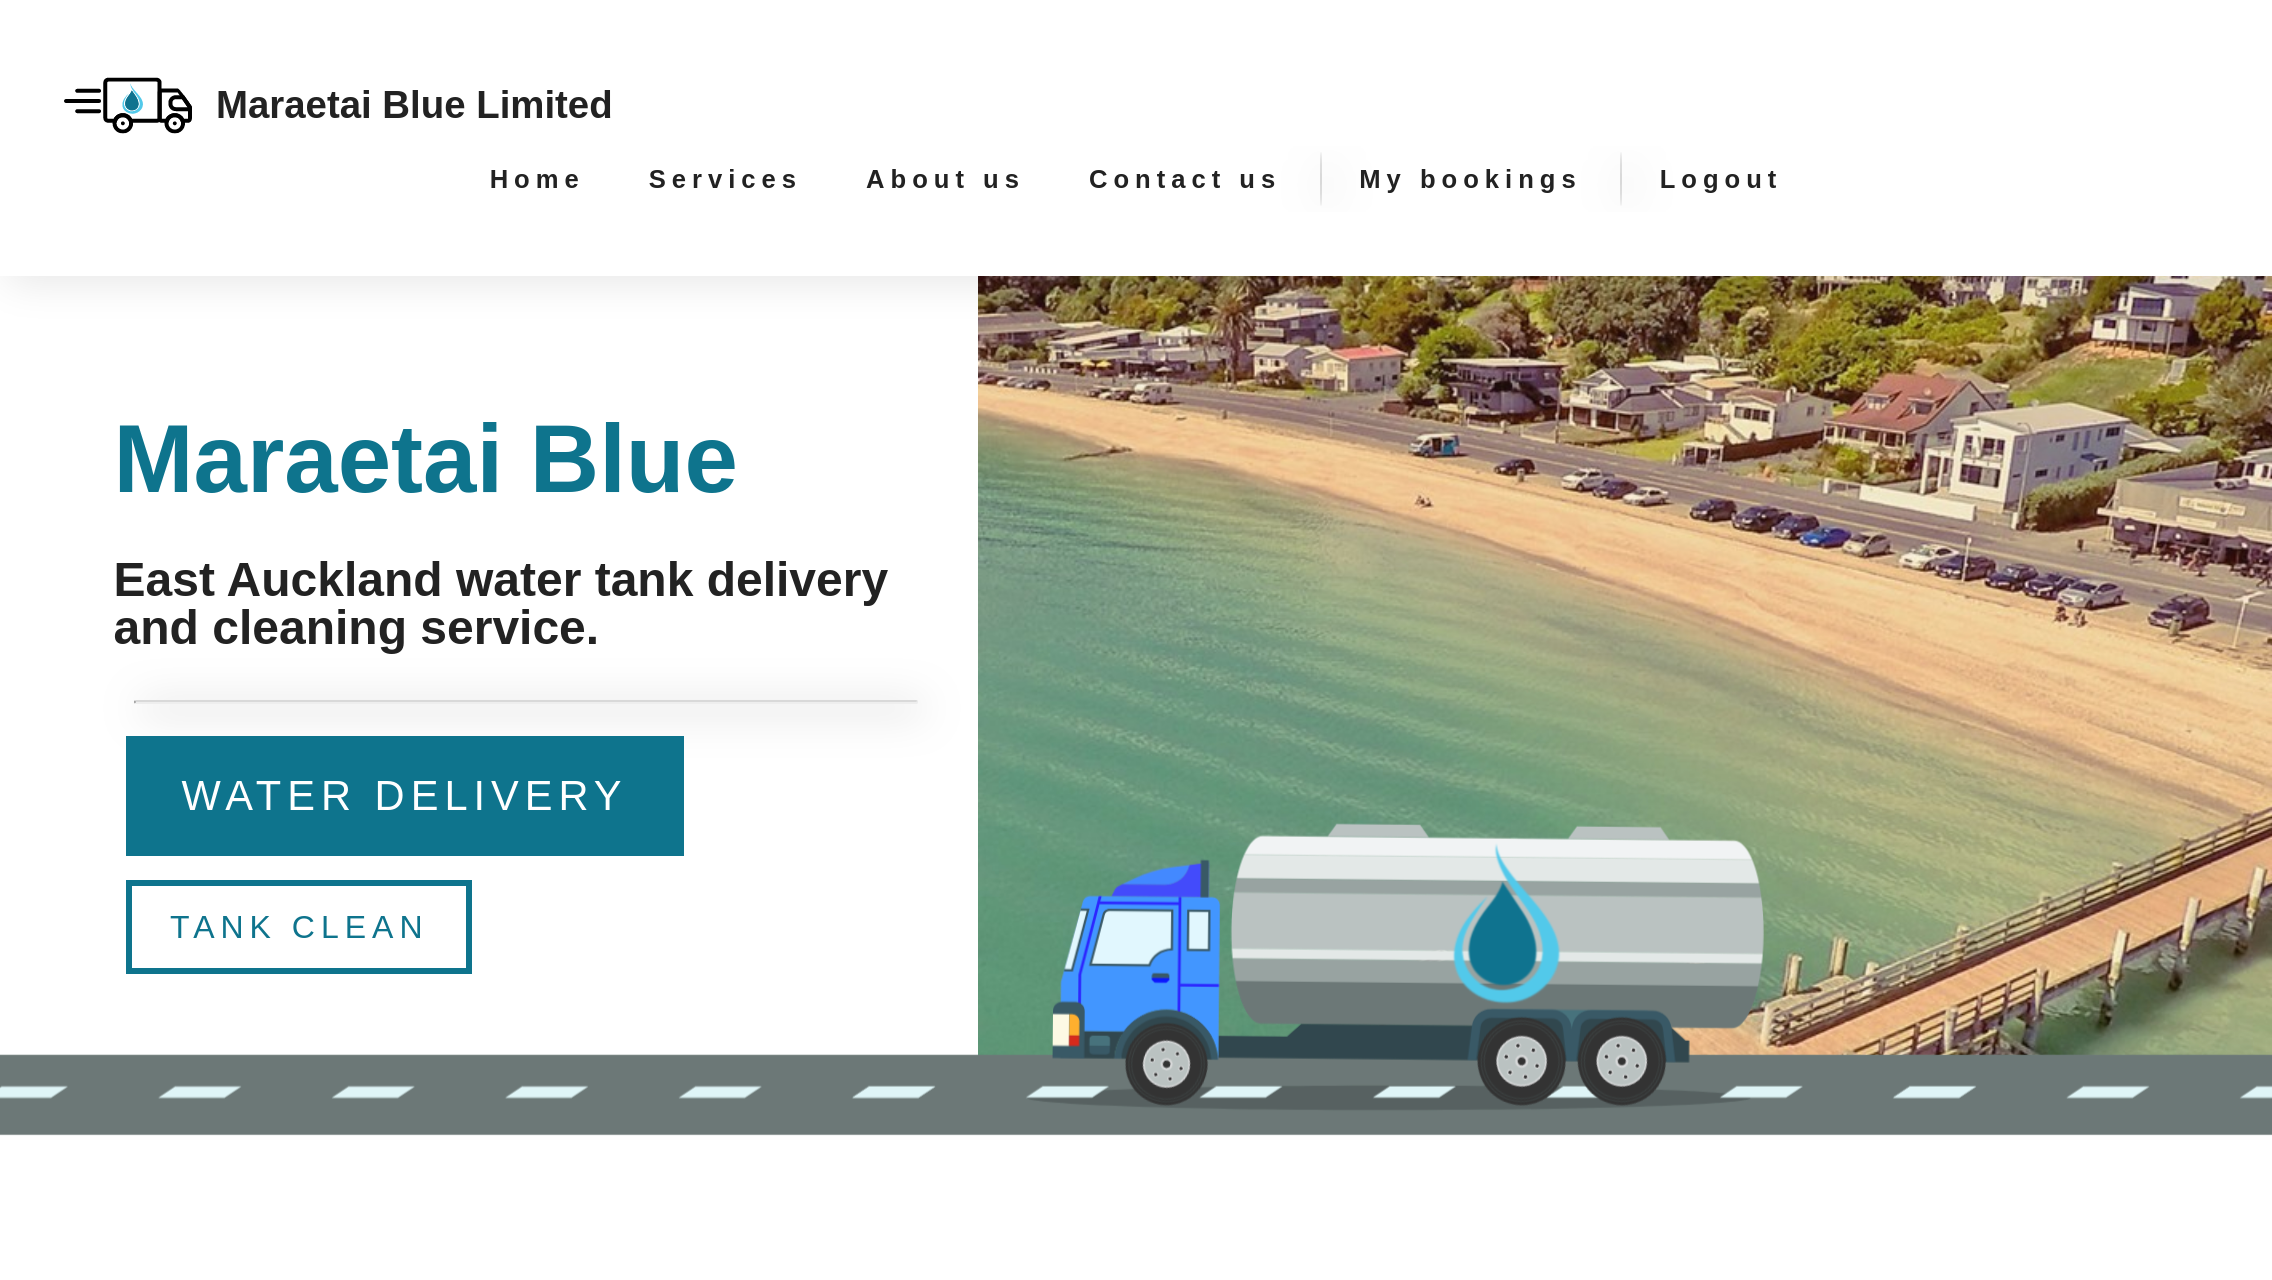 Maraetai Blue Limited
Home Services About us Contact us My bookings Logout
Maraetai Blue
East Auckland water tank delivery
and cleaning service.
WATER DELIVERY
TANK CLEAN